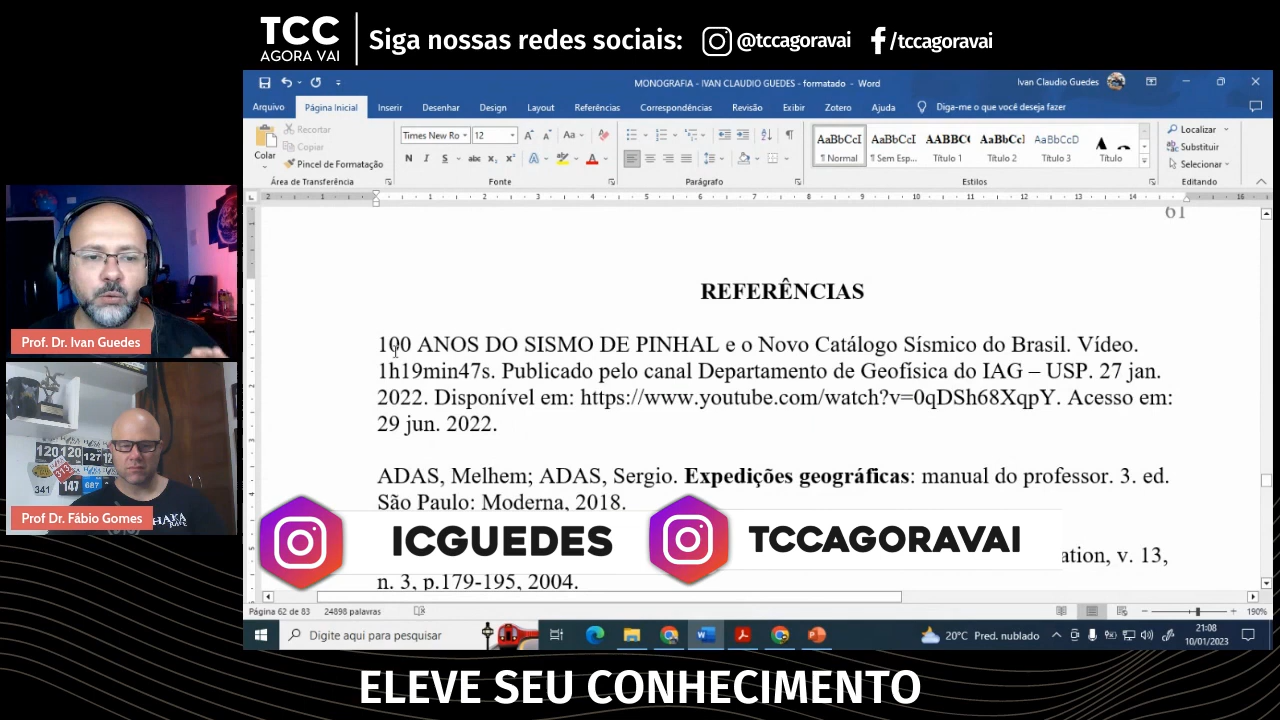 TCC
AGORA VAI
Siga nossas redes sociais:
@tccagoravai
/tccagoravai
MONOGRAFIA - IVAN CLAUDIO GUEDES - formatado - Word
Ivan Claudio Guedes
Arquivo
Página Inicial
Inserir
Desenhar
Design
Layout
Referências
Correspondências
Revisão
Exibir
Zotero
Ajuda
Diga-me o que você deseja fazer
Colar
Recortar
Copiar
Pincel de Formatação
Área de Transferência
Times New Ro
12
Fonte
Parágrafo
AaBbCcI
AaBbCcI
AABBC(
AaBbCc]
AaBbCcD
¶ Normal
¶ Sem Esp...
Título 1
Título 2
Título 3
Título
Estilos
Localizar
Substituir
Selecionar
Editando
61
REFERÊNCIAS
100 ANOS DO SISMO DE PINHAL e o Novo Catálogo Sísmico do Brasil. Vídeo.
1h19min47s. Publicado pelo canal Departamento de Geofísica do IAG – USP. 27 jan.
2022. Disponível em: https://www.youtube.com/watch?v=0qDSh68XqpY. Acesso em:
29 jun. 2022.
ADAS, Melhem; ADAS, Sergio. Expedições geográficas: manual do professor. 3. ed.
São Paulo: Moderna, 2018.
ation, v. 13,
n. 3, p.179-195, 2004.
ICGUEDES
TCCAGORAVAI
Prof. Dr. Ivan Guedes
120
120
127
313
341
147
687
Prof Dr. Fábio Gomes
Página 62 de 83
24898 palavras
190%
Digite aqui para pesquisar
20°C Pred. nublado
21:08
10/01/2023
ELEVE SEU CONHECIMENTO